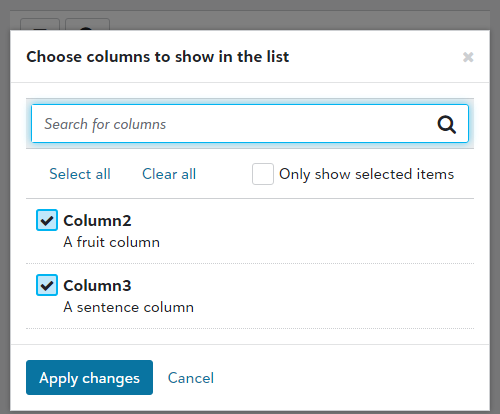 Choose columns to show in the list
Search for columns
Select all Clear all Only show selected items
Column2
A fruit column
Column3
A sentence column
Apply changes Cancel